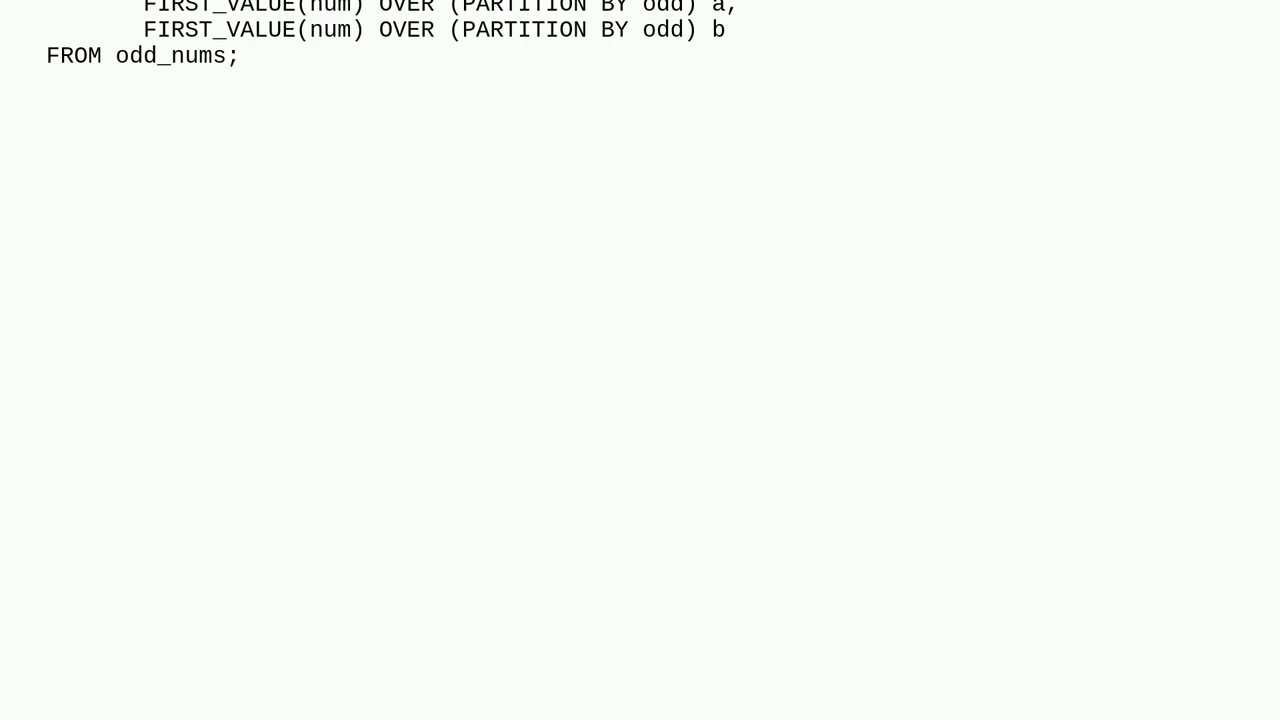 FIRST_VALUE(num) OVER (PARTITION BY odd) a,
FIRST_VALUE(num) OVER (PARTITION BY odd) b
FROM odd_nums;